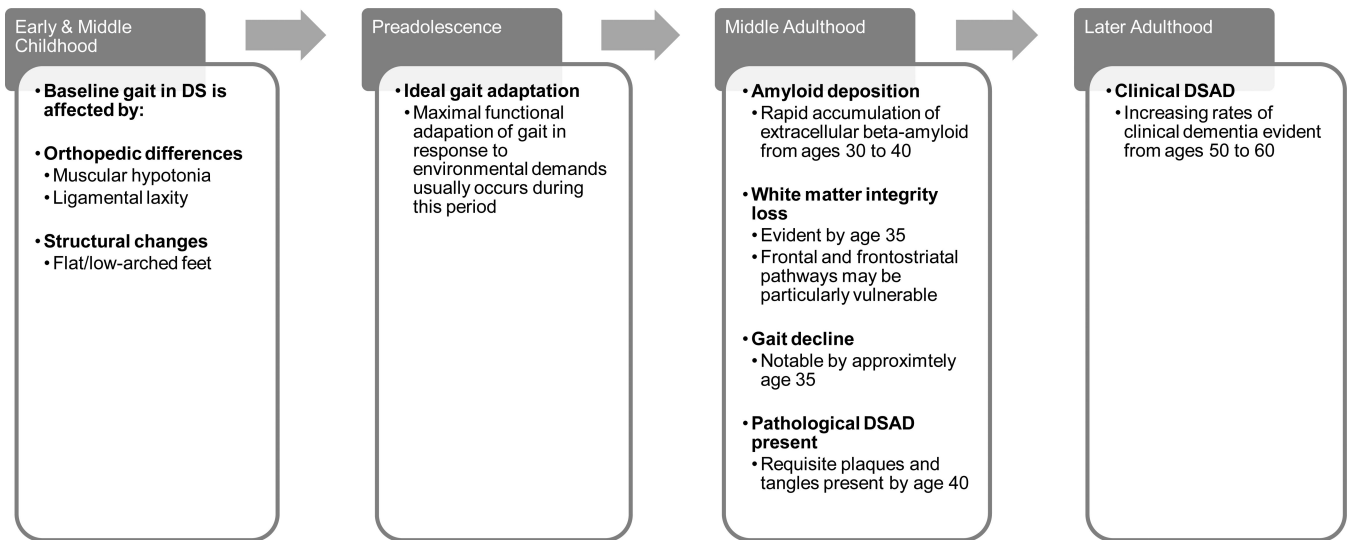 Early & Middle
Childhood
• Baseline gait in DS is
affected by:
• Orthopedic differences
• Muscular hypotonia
• Ligamental laxity
• Structural changes
• Flat/low-arched feet
Preadolescence
• Ideal gait adaptation
• Maximal functional
adapation of gait in
response to
environmental demands
usually occurs during
this period
Middle Adulthood
• Amyloid deposition
• Rapid accumulation of
extracellular beta-amyloid
from ages 30 to 40
• White matter integrity
loss
• Evident by age 35
• Frontal and frontostriatal
pathways may be
particularly vulnerable
• Gait decline
• Notable by approximtely
age 35
• Pathological DSAD
present
• Requisite plaques and
tangles present by age 40
Later Adulthood
• Clinical DSAD
• Increasing rates of
clinical dementia evident
from ages 50 to 60